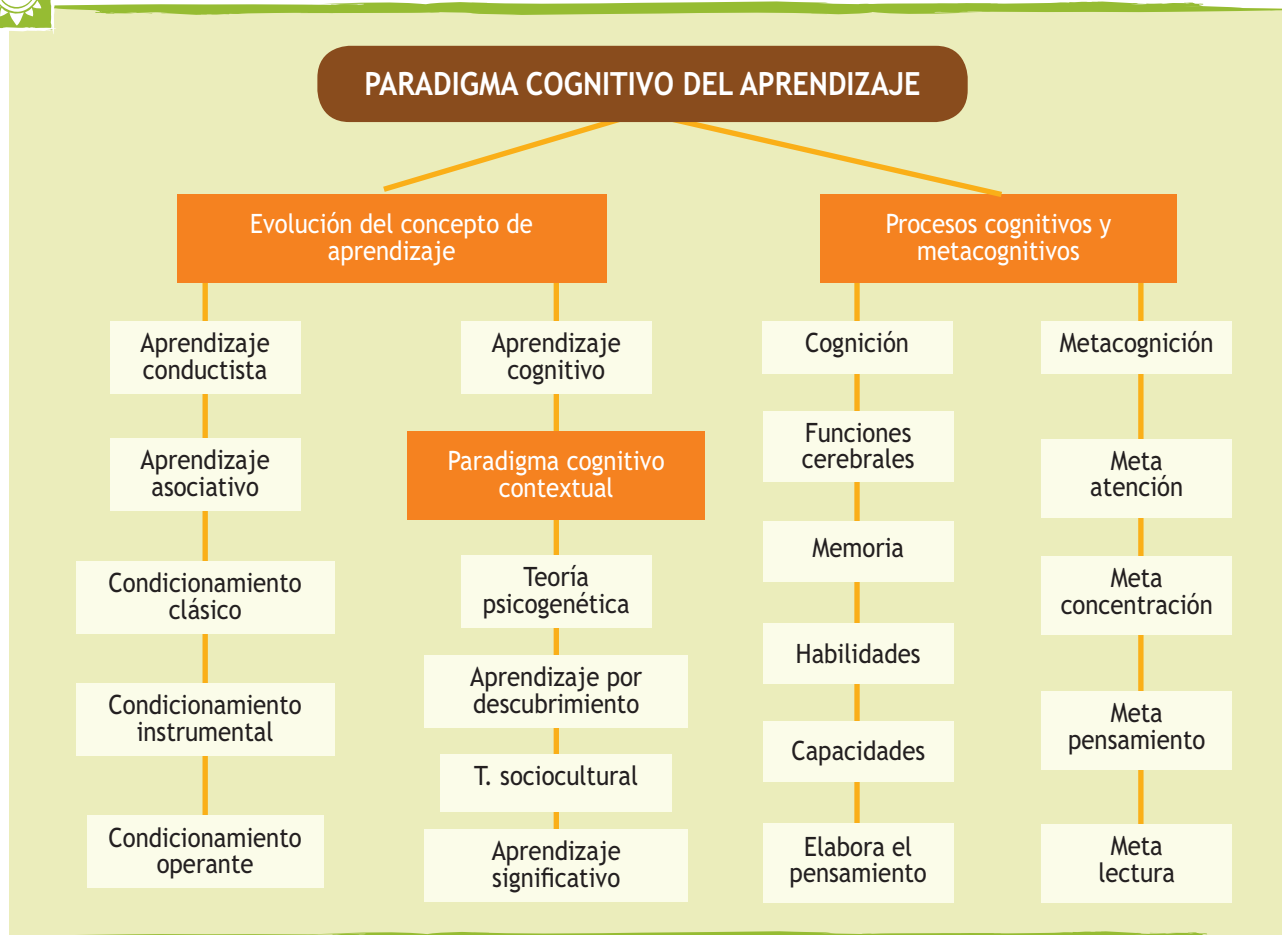 PARADIGMA COGNITIVO DEL APRENDIZAJE
Evolución del concepto de
aprendizaje
Aprendizaje
conductista
Aprendizaje
asociativo
Condicionamiento
clásico
Condicionamiento
instrumental
Condicionamiento
operante
Aprendizaje
cognitivo
Paradigma cognitivo
contextual
Teoría
psicogenética
Aprendizaje por
descubrimiento
T. sociocultural
Aprendizaje
significativo
Procesos cognitivos y
metacognitivos
Cognición
Funciones
cerebrales
Memoria
Habilidades
Capacidades
Elabora el
pensamiento
Metacognición
Meta
atención
Meta
concentración
Meta
pensamiento
Meta
lectura